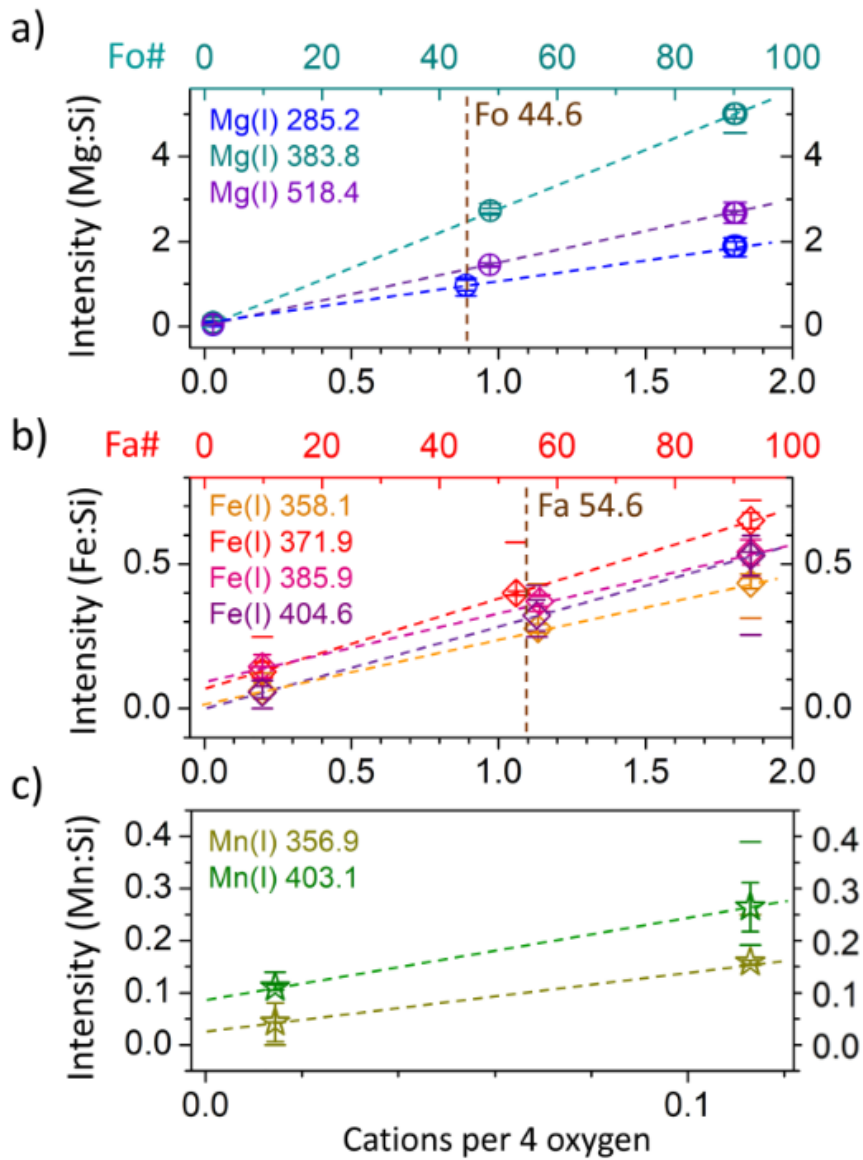 a)
Fo# 0 20 40 60 80 100
Mg(I) 285.2
Mg(I) 383.8
Mg(I) 518.4
Fo 44.6
Intensity (Mg:Si)
4 4
2 2
0 0
0.0 0.5 1.0 1.5 2.0
b)
Fa# 0 20 40 60 80 100
Fe(I) 358.1
Fe(I) 371.9
Fe(I) 385.9
Fe(I) 404.6
Fa 54.6
Intensity (Fe:Si)
0.5 0.5
0.0 0.0
0.0 0.5 1.0 1.5 2.0
c)
Mn(I) 356.9
Mn(I) 403.1
Intensity (Mn:Si)
0.4 0.4
0.3 0.3
0.2 0.2
0.1 0.1
0.0 0.0
0.0 0.1
Cations per 4 oxygen